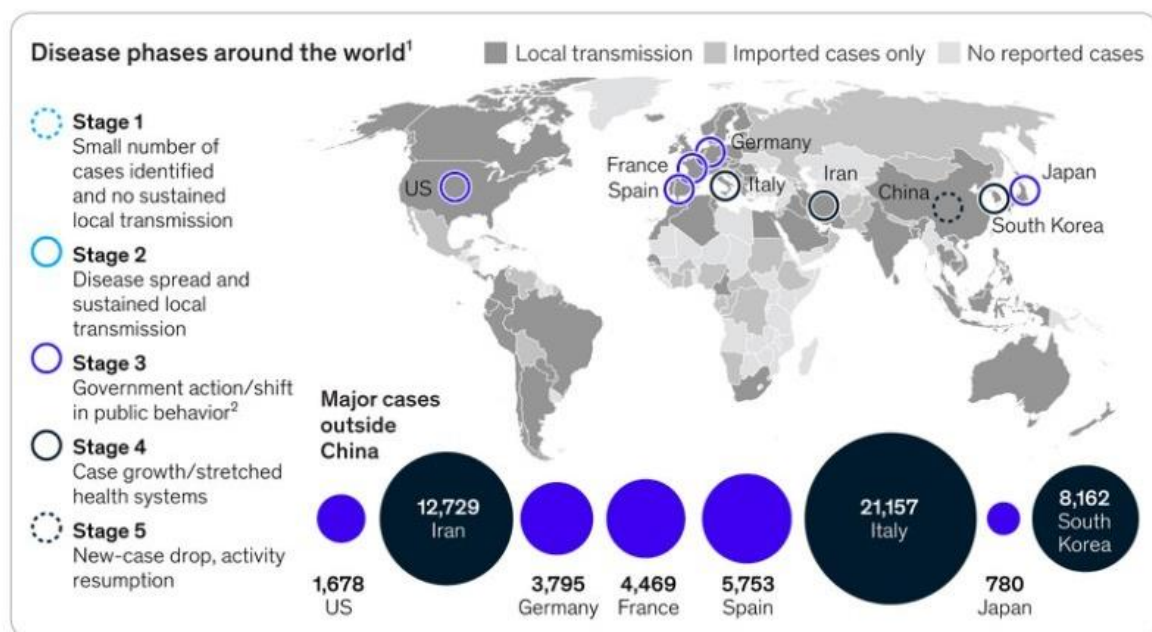 Disease phases around the world¹
Local transmission
Imported cases only
No reported cases
Stage 1
Small number of
cases identified
and no sustained
local transmission
Stage 2
Disease spread and
sustained local
transmission
Stage 3
Government action/shift
in public behavior²
Stage 4
Case growth/stretched
health systems
Stage 5
New-case drop, activity
resumption
US
France
Spain
Germany
Italy
Iran
China
Japan
South Korea
Major cases
outside
China
1,678
US
12,729
Iran
3,795
Germany
4,469
France
5,753
Spain
21,157
Italy
780
Japan
8,162
South
Korea